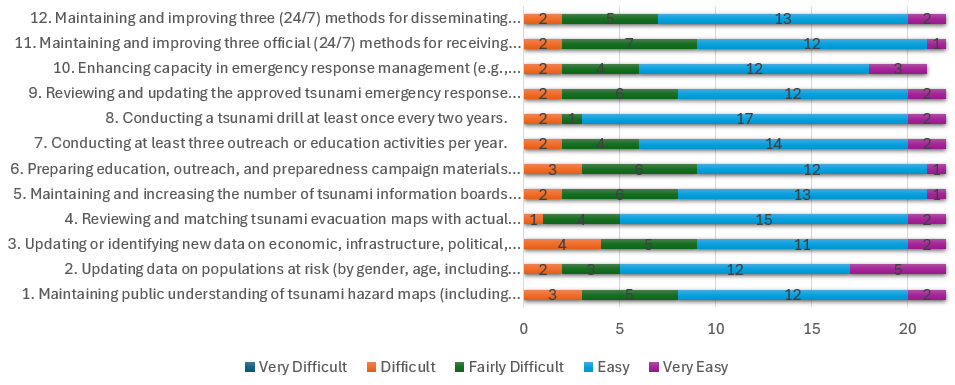 12. Maintaining and improving three (24/7) methods for disseminating... 2 5 13 2
11. Maintaining and improving three official (24/7) methods for receiving... 2 7 12 1
10. Enhancing capacity in emergency response management (e.g.,... 2 4 12 3
9. Reviewing and updating the approved tsunami emergency response... 2 6 12 2
8. Conducting a tsunami drill at least once every two years. 2 1 17 2
7. Conducting at least three outreach or education activities per year. 2 4 14 2
6. Preparing education, outreach, and preparedness campaign materials... 3 6 12 1
5. Maintaining and increasing the number of tsunami information boards... 2 6 13 1
4. Reviewing and matching tsunami evacuation maps with actual... 1 4 15 2
3. Updating or identifying new data on economic, infrastructure, political,... 4 5 11 2
2. Updating data on populations at risk (by gender, age, including... 2 3 12 5
1. Maintaining public understanding of tsunami hazard maps (including... 3 5 12 2
0 5 10 15 20
Very Difficult Difficult Fairly Difficult Easy Very Easy